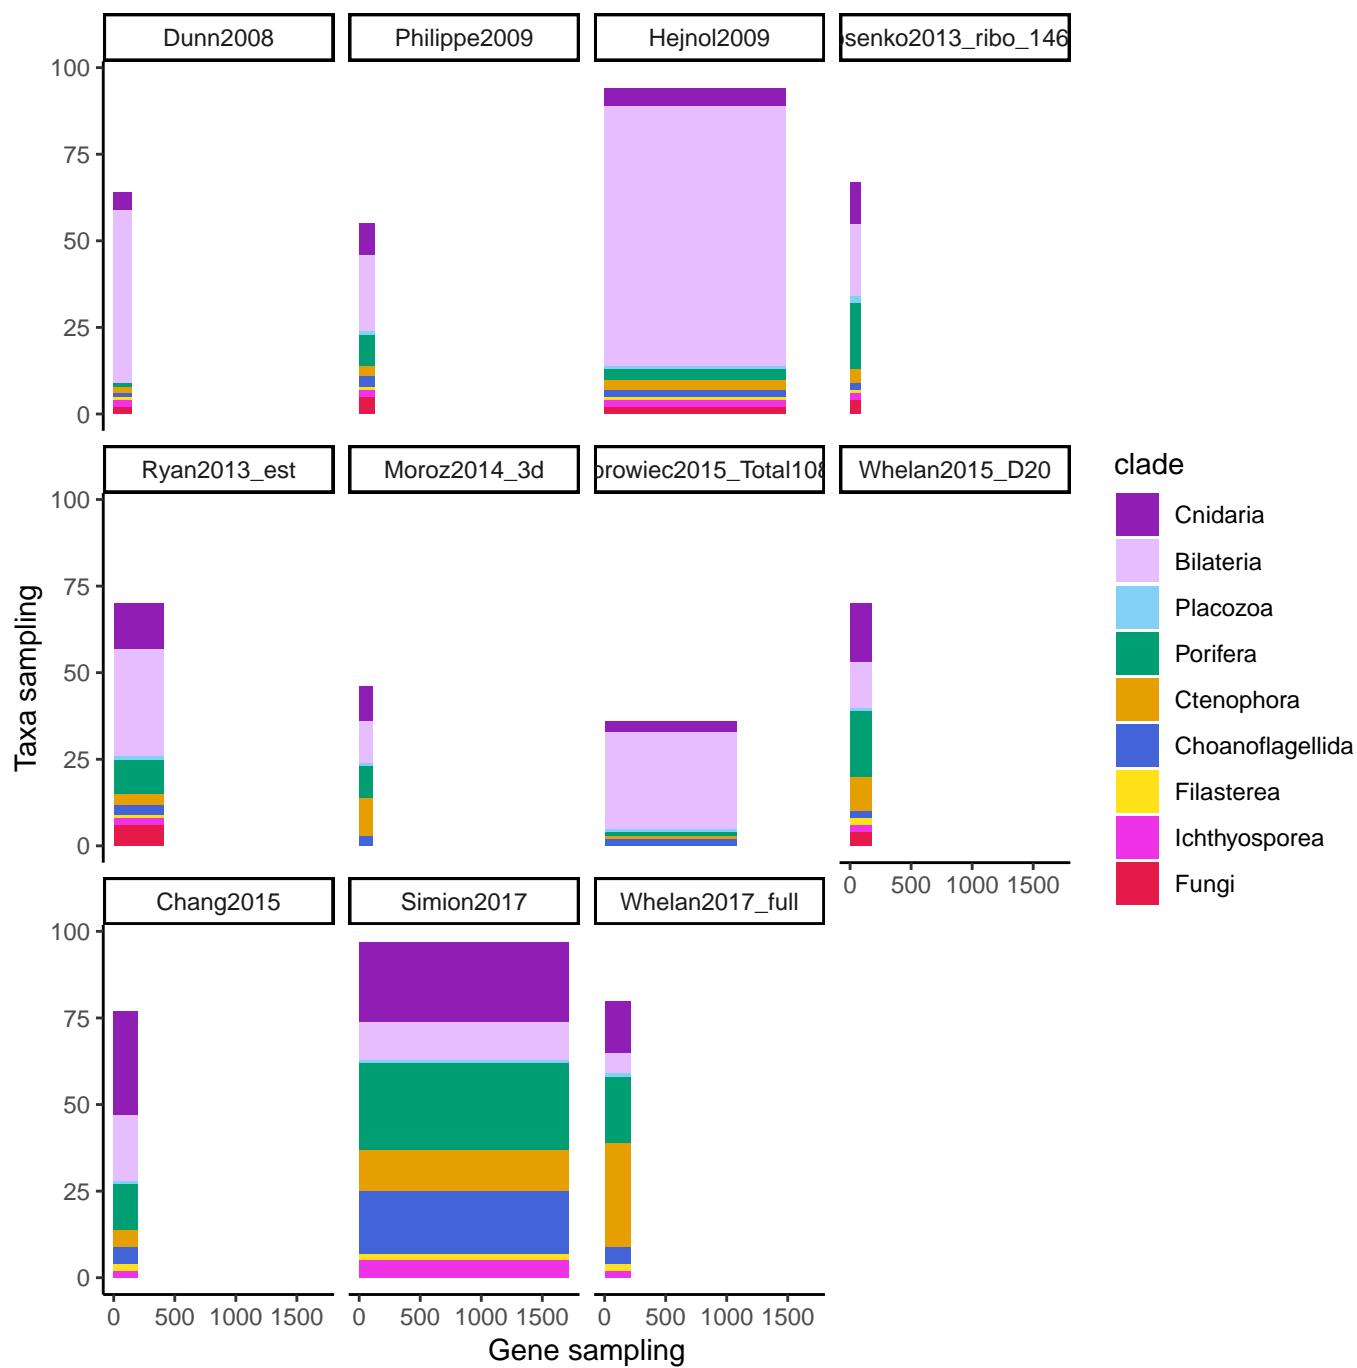 Dunn2008
Philippe2009
Hejnol2009
senko2013_ribo_146
100
75
50
25
0
Ryan2013_est
Moroz2014_3d
orowiec2015_Total108
Whelan2015_D20
100
75
50
25
0
0 500 1000 1500
Chang2015
Simion2017
Whelan2017_full
100
75
50
25
0
0 500 1000 1500
0 500 1000 1500
0 500 1000 1500
Taxa sampling
Gene sampling
clade
Cnidaria
Bilateria
Placozoa
Porifera
Ctenophora
Choanoflagellida
Filasterea
Ichthyosporea
Fungi